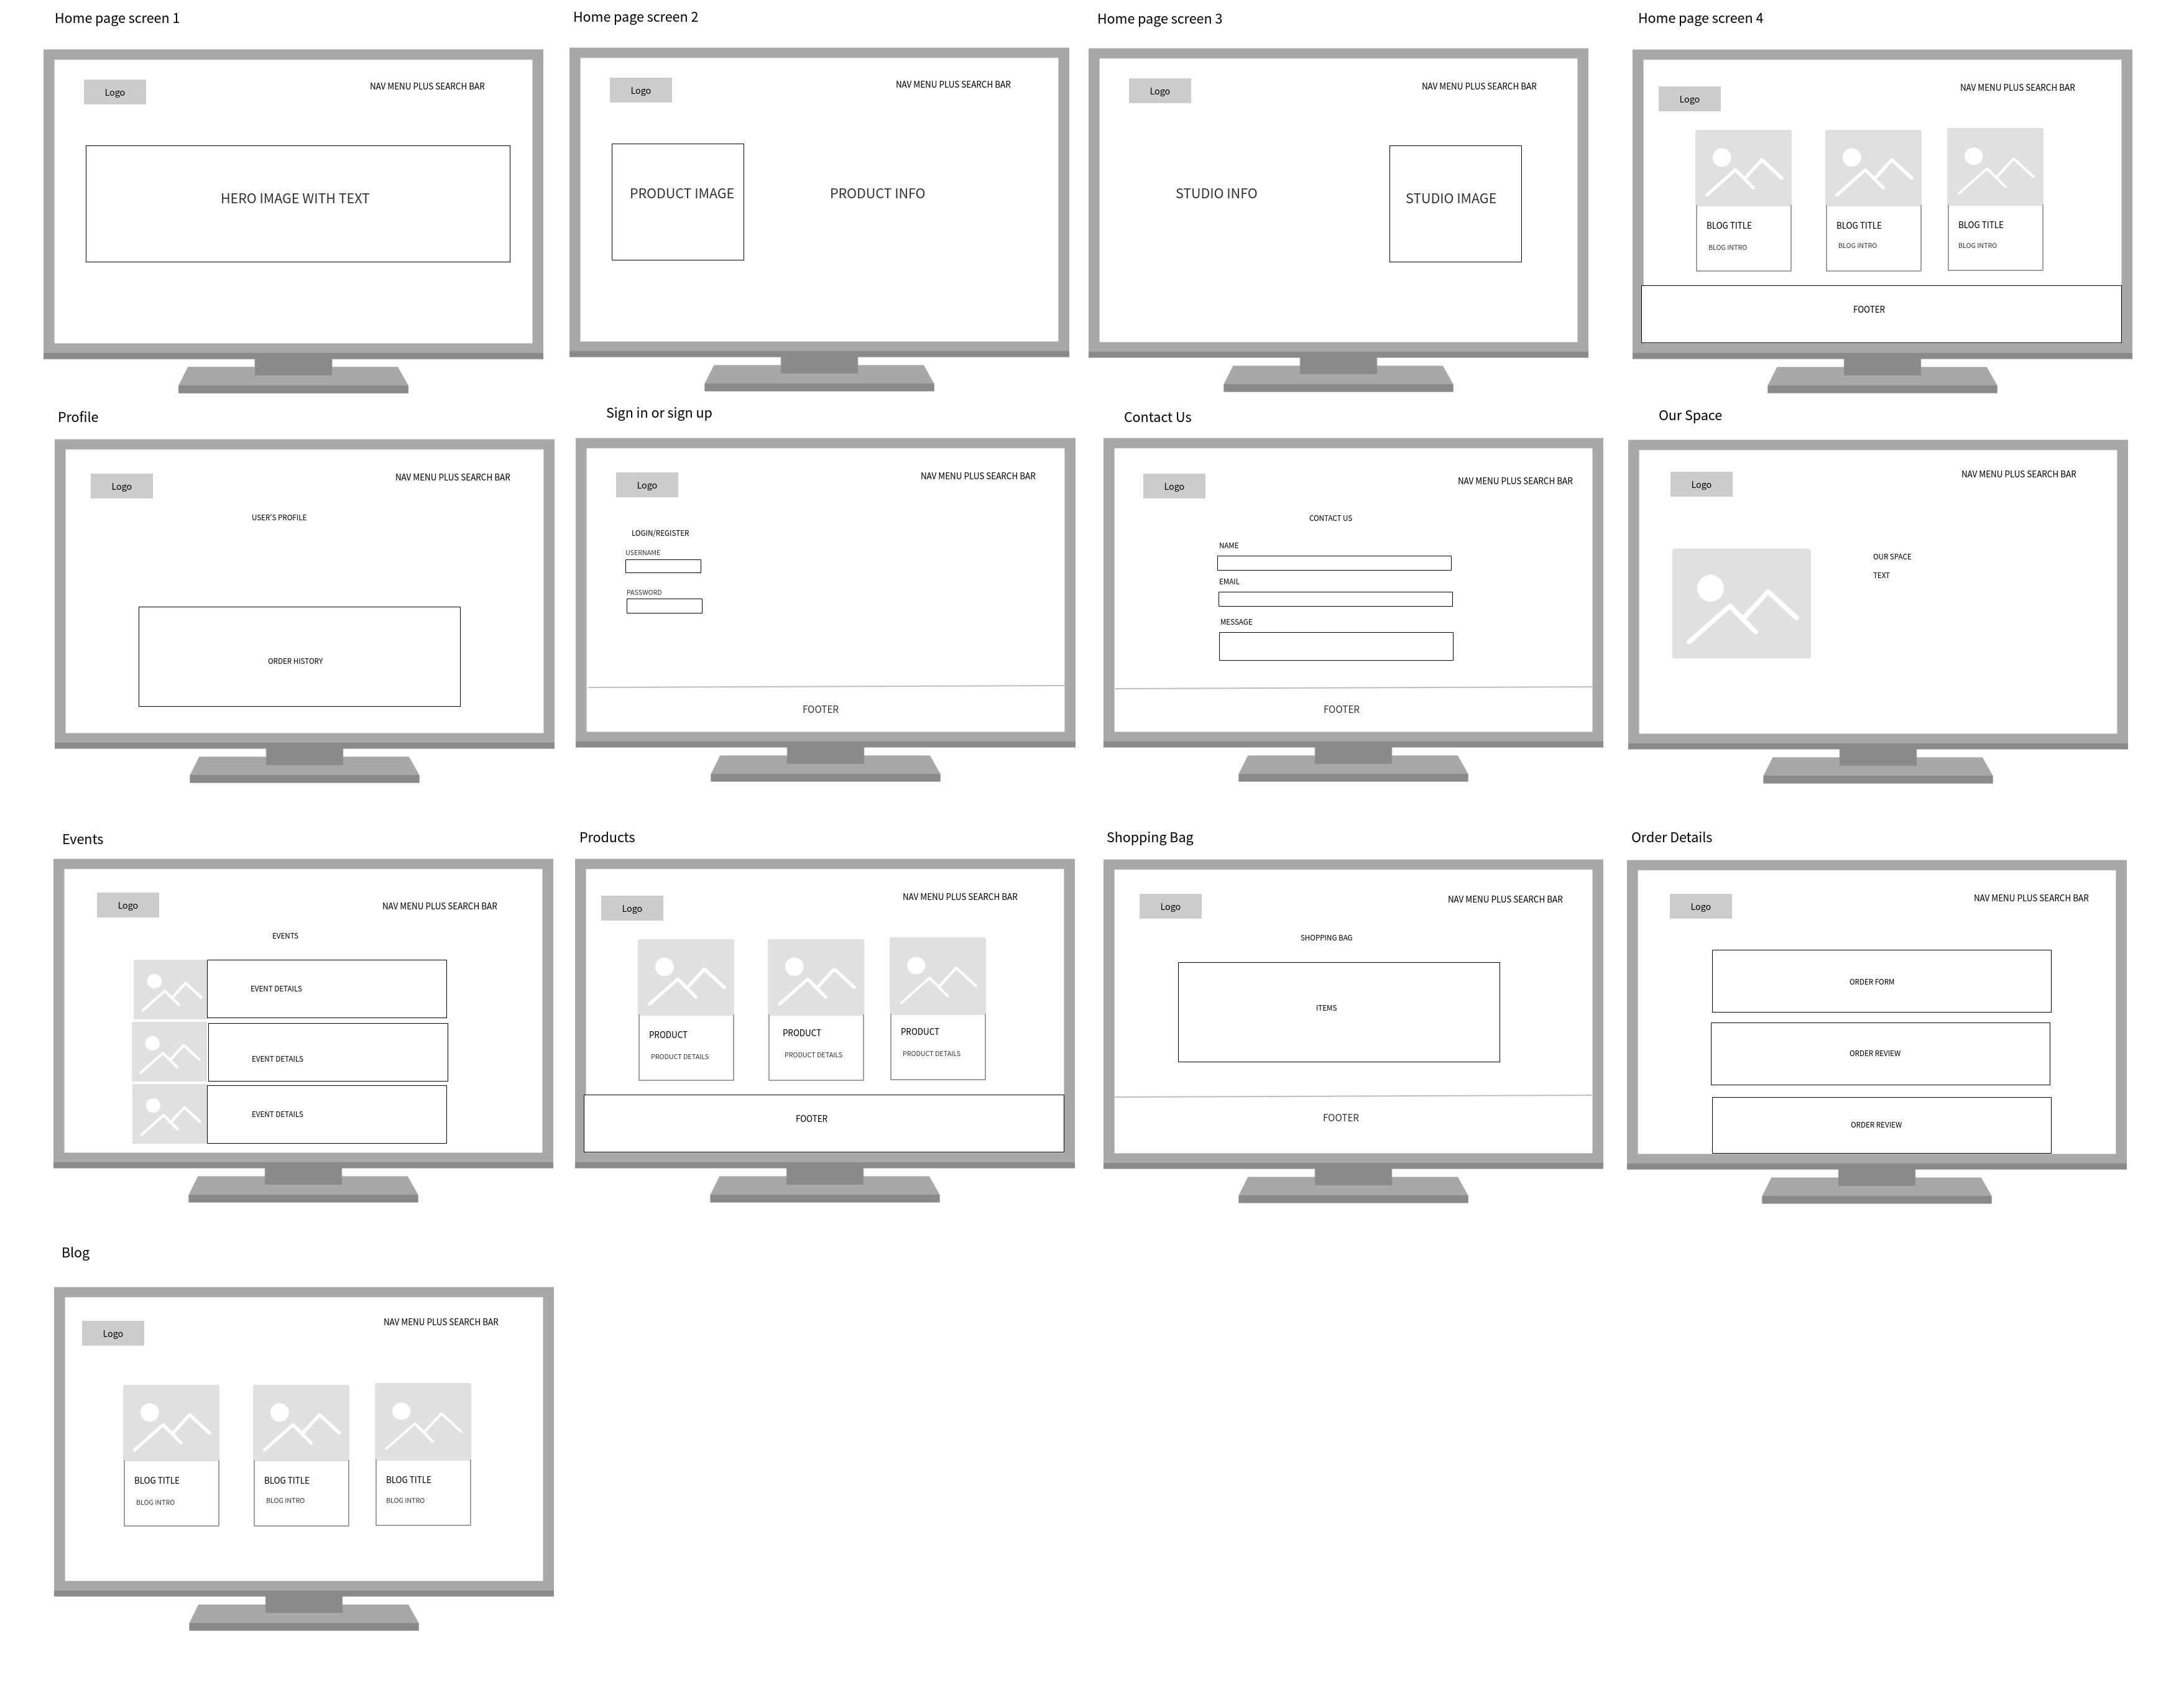 Home page screen 1
Logo
NAV MENU PLUS SEARCH BAR
HERO IMAGE WITH TEXT
Home page screen 2
Logo
NAV MENU PLUS SEARCH BAR
PRODUCT IMAGE
PRODUCT INFO
Home page screen 3
Logo
NAV MENU PLUS SEARCH BAR
STUDIO INFO
STUDIO IMAGE
Home page screen 4
Logo
NAV MENU PLUS SEARCH BAR
BLOG TITLE
BLOG INTRO
BLOG TITLE
BLOG INTRO
BLOG TITLE
BLOG INTRO
FOOTER
Profile
Logo
NAV MENU PLUS SEARCH BAR
USER'S PROFILE
ORDER HISTORY
Sign in or sign up
Logo
NAV MENU PLUS SEARCH BAR
LOGIN/REGISTER
USERNAME
PASSWORD
FOOTER
Contact Us
Logo
NAV MENU PLUS SEARCH BAR
CONTACT US
NAME
EMAIL
MESSAGE
FOOTER
Our Space
Logo
NAV MENU PLUS SEARCH BAR
OUR SPACE
TEXT
Events
Logo
NAV MENU PLUS SEARCH BAR
EVENTS
EVENT DETAILS
EVENT DETAILS
EVENT DETAILS
Products
Logo
NAV MENU PLUS SEARCH BAR
PRODUCT
PRODUCT DETAILS
PRODUCT
PRODUCT DETAILS
PRODUCT
PRODUCT DETAILS
FOOTER
Shopping Bag
Logo
NAV MENU PLUS SEARCH BAR
SHOPPING BAG
ITEMS
FOOTER
Order Details
Logo
NAV MENU PLUS SEARCH BAR
ORDER FORM
ORDER REVIEW
ORDER REVIEW
Blog
Logo
NAV MENU PLUS SEARCH BAR
BLOG TITLE
BLOG INTRO
BLOG TITLE
BLOG INTRO
BLOG TITLE
BLOG INTRO